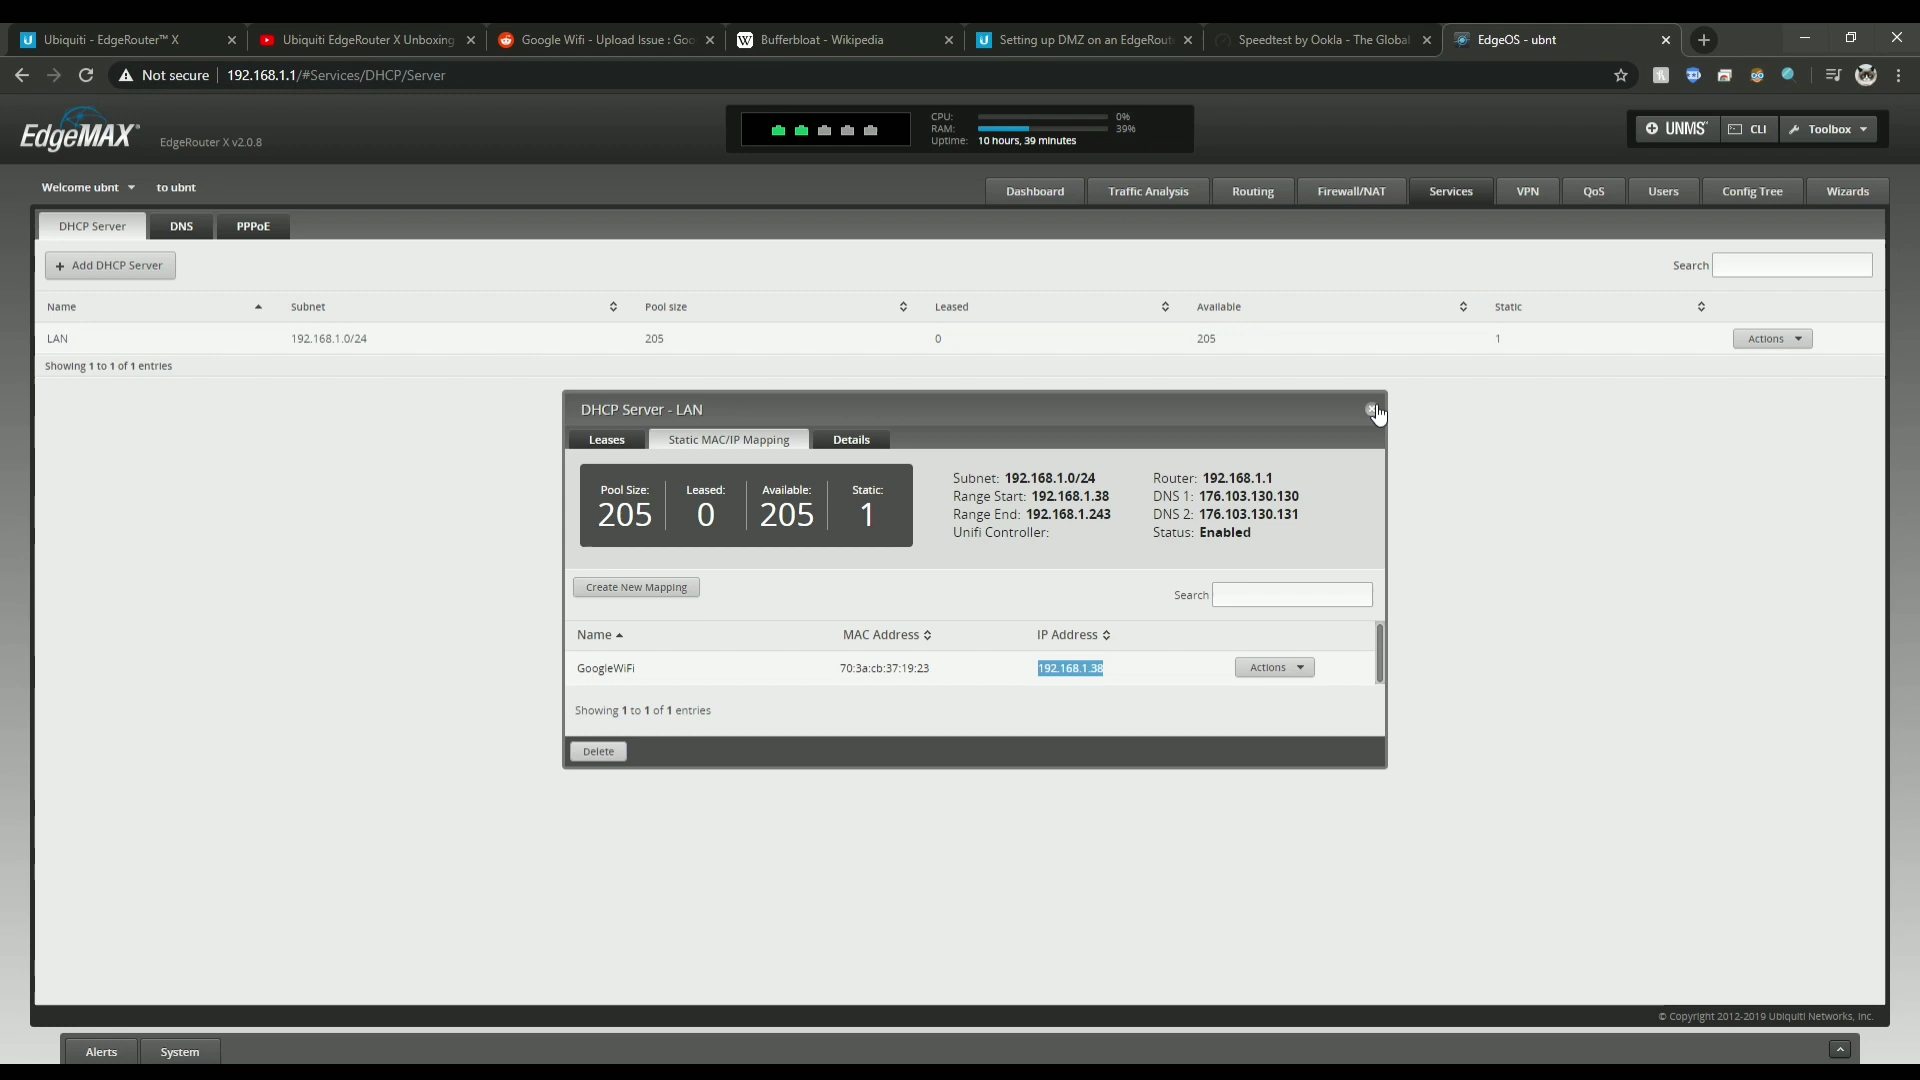 Ubiquiti - EdgeRouter™ X
Ubiquiti EdgeRouter X Unboxing
Google Wifi - Upload Issue : Goo
Bufferbloat - Wikipedia
Setting up DMZ on an EdgeRout
Speedtest by Ookla - The Global
EdgeOS - ubnt
Not secure
192.168.1.1/#Services/DHCP/Server
EdgeMAX
EdgeRouter X v2.0.8
CPU: 0%
RAM: 39%
Uptime: 10 hours, 39 minutes
UNMS™
CLI
Toolbox
Welcome ubnt
to ubnt
Dashboard
Traffic Analysis
Routing
Firewall/NAT
Services
VPN
QoS
Users
Config Tree
Wizards
DHCP Server
DNS
PPPoE
+ Add DHCP Server
Search
Name Subnet Pool size Leased Available Static
LAN 192.168.1.0/24 205 0 205 1 Actions
Showing 1 to 1 of 1 entries
DHCP Server - LAN
Leases
Static MAC/IP Mapping
Details
Pool Size: Leased: Available: Static:
205 0 205 1
Subnet: 192.168.1.0/24
Range Start: 192.168.1.38
Range End: 192.168.1.243
Unifi Controller:
Router: 192.168.1.1
DNS 1: 176.103.130.130
DNS 2: 176.103.130.131
Status: Enabled
Create New Mapping
Search
Name MAC Address IP Address
GoogleWiFi 70:3a:cb:37:19:23 192.168.1.38 Actions
Showing 1 to 1 of 1 entries
Delete
© Copyright 2012-2019 Ubiquiti Networks, Inc.
Alerts
System